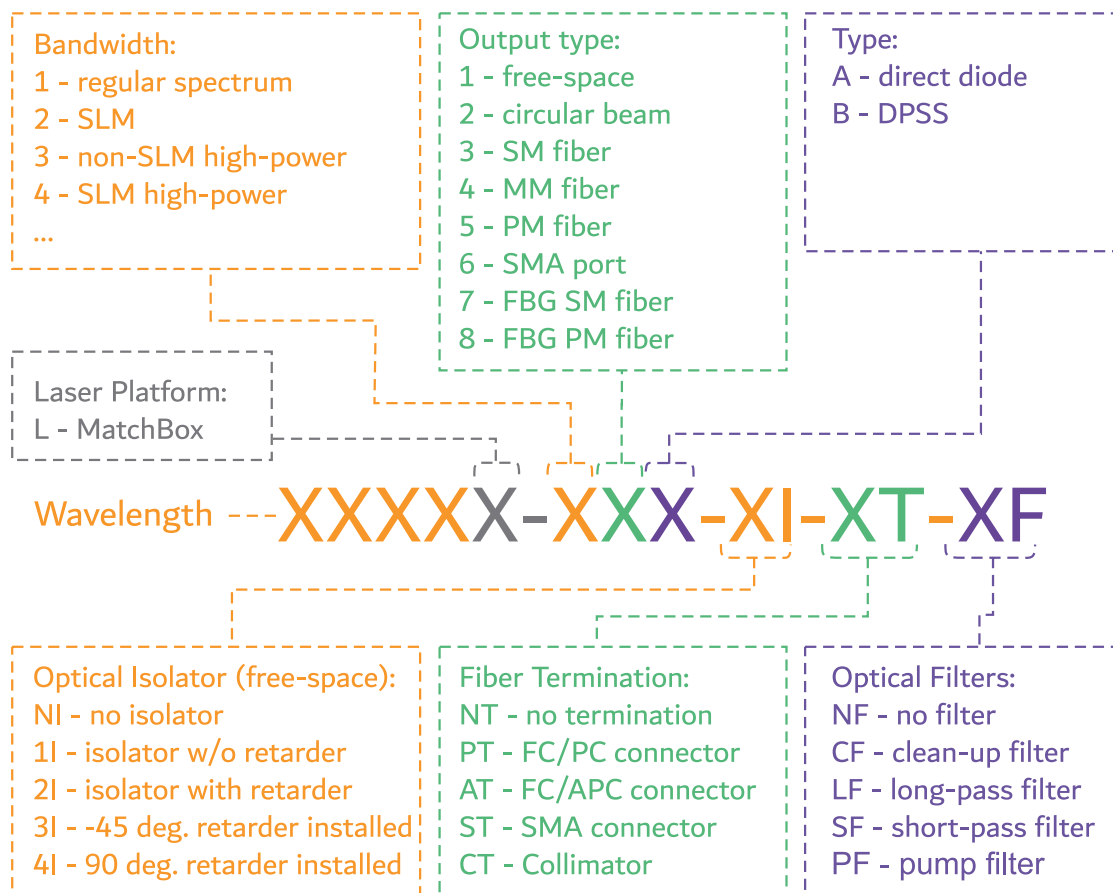 Bandwidth:
1 - regular spectrum
2 - SLM
3 - non-SLM high-power
4 - SLM high-power
...
Output type:
1 - free-space
2 - circular beam
3 - SM fiber
4 - MM fiber
5 - PM fiber
6 - SMA port
7 - FBG SM fiber
8 - FBG PM fiber
Type:
A - direct diode
B - DPSS
Laser Platform:
L - MatchBox
Wavelength XXXXX-XXX-XI-XT-XF
Optical Isolator (free-space):
NI - no isolator
1I - isolator w/o retarder
2I - isolator with retarder
3I - -45 deg. retarder installed
4I - 90 deg. retarder installed
Fiber Termination:
NT - no termination
PT - FC/PC connector
AT - FC/APC connector
ST - SMA connector
CT - Collimator
Optical Filters:
NF - no filter
CF - clean-up filter
LF - long-pass filter
SF - short-pass filter
PF - pump filter